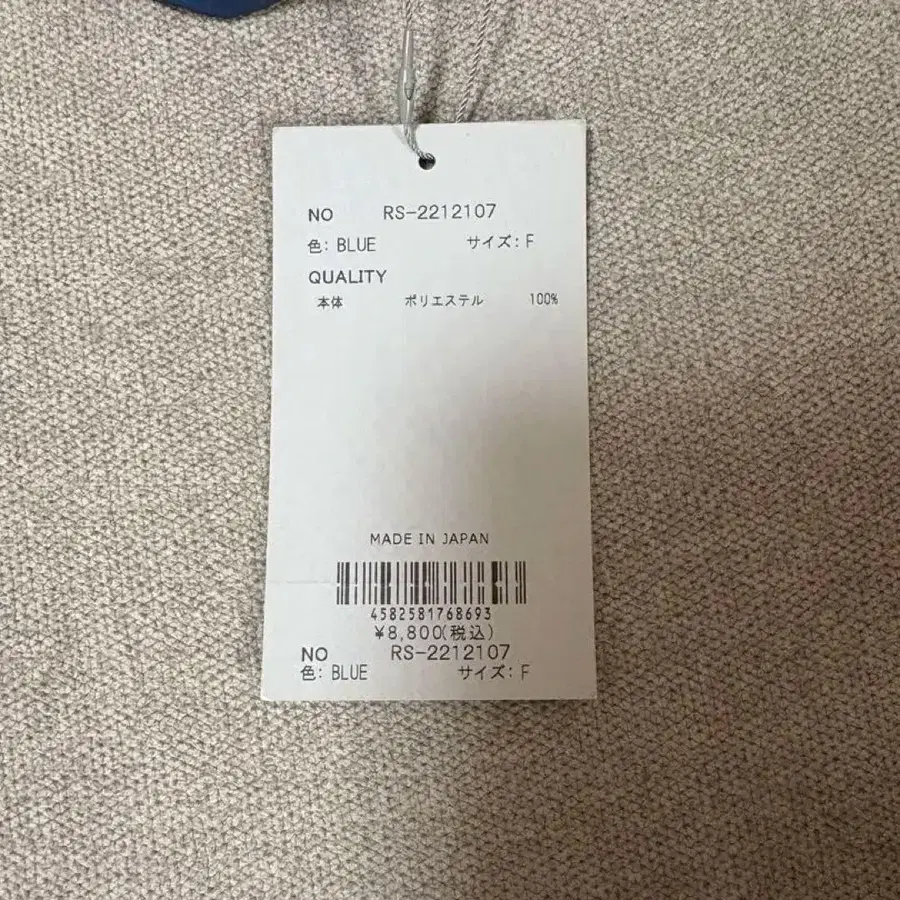 NO RS-2212107
色: BLUE サイズ: F
QUALITY
本体 ポリエステル 100%
MADE IN JAPAN
4582581768693
¥8,800(税込)
NO RS-2212107
色: BLUE サイズ: F